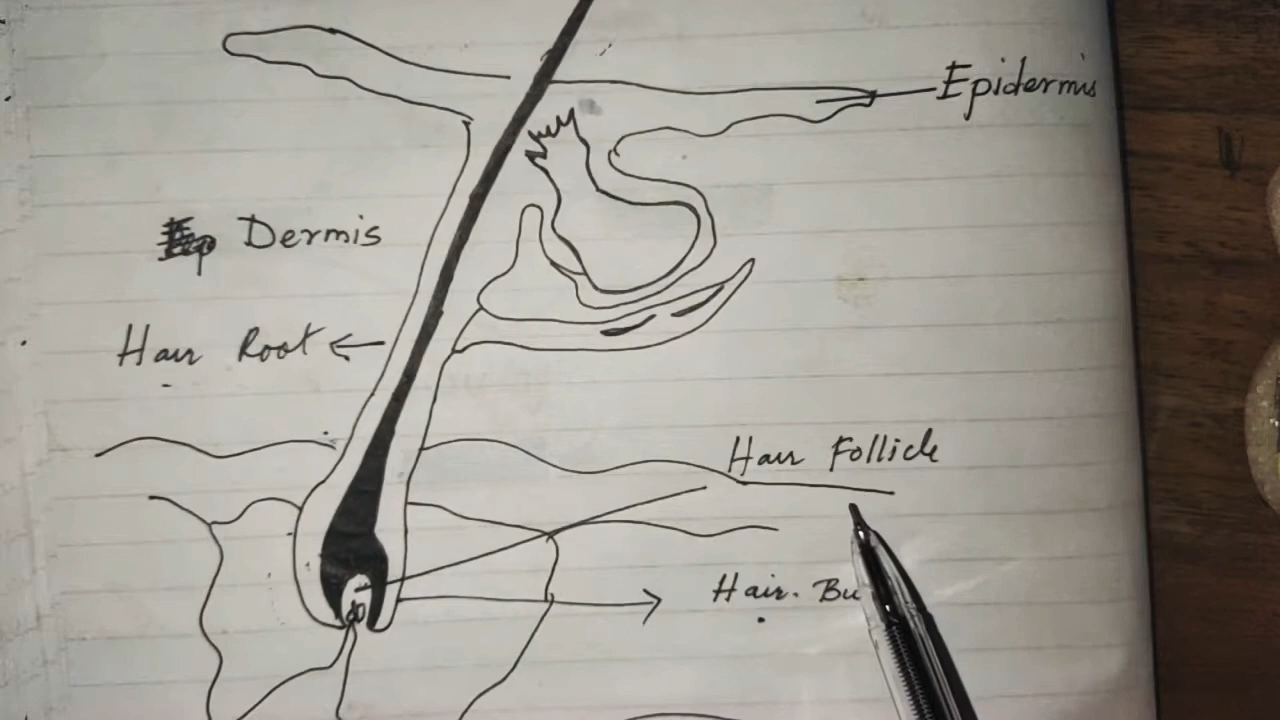 Epidermis
Dermis
Hair Root
Hair Follicle
Hair. Bu